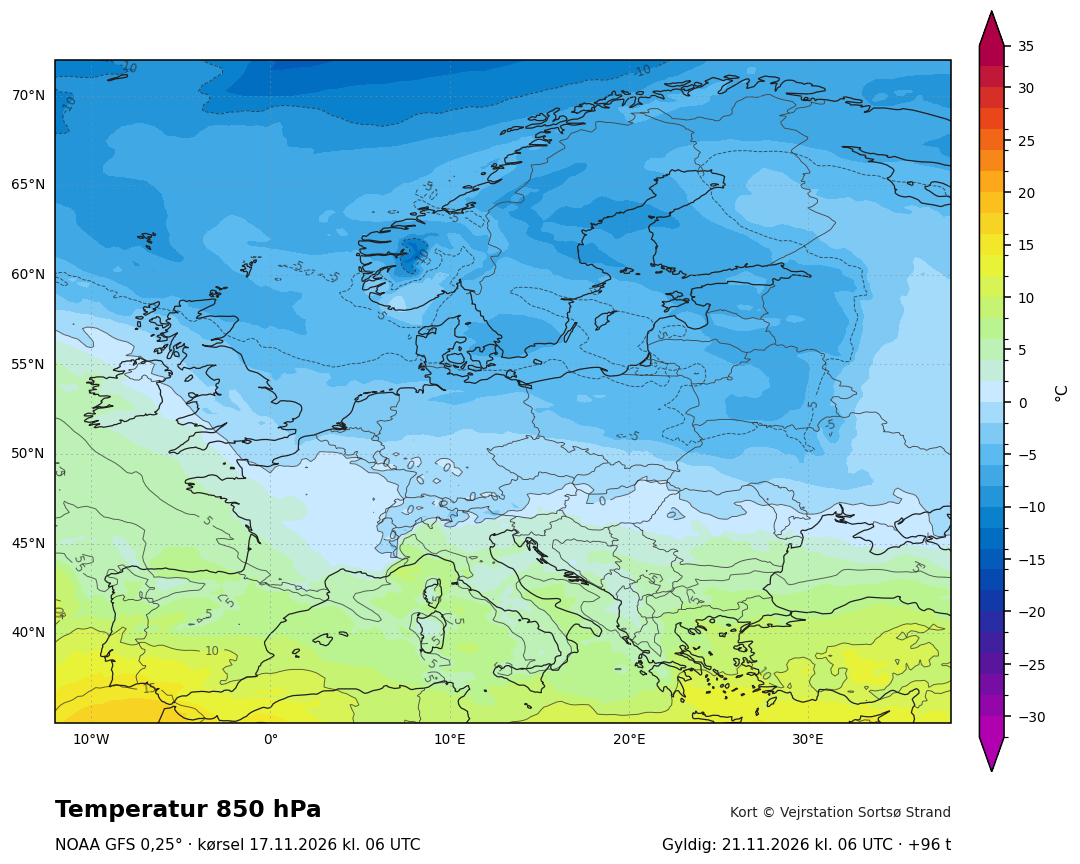 70°N
65°N
60°N
55°N
50°N
45°N
40°N
10°W
0°
10°E
20°E
30°E
35
30
25
20
15
10
5
0
−5
−10
−15
−20
−25
−30
°C
Temperatur 850 hPa
Kort © Vejrstation Sortsø Strand
NOAA GFS 0,25° · kørsel 17.11.2026 kl. 06 UTC
Gyldig: 21.11.2026 kl. 06 UTC · +96 t